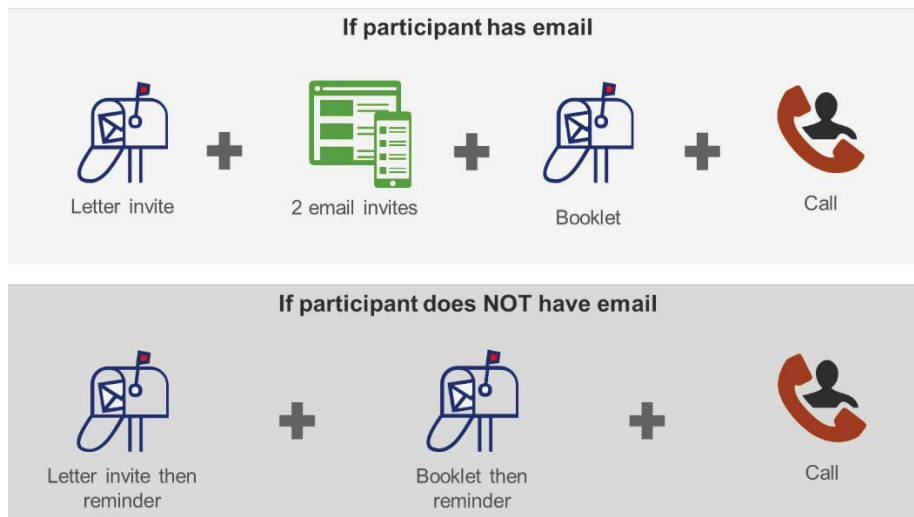 If participant has email
Letter invite
2 email invites
Booklet
Call
If participant does NOT have email
Letter invite then
reminder
Booklet then
reminder
Call